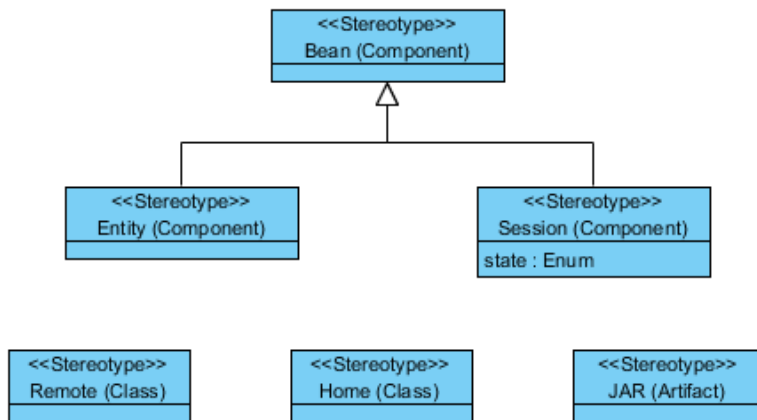 <<Stereotype>>
Bean (Component)
<<Stereotype>>
Entity (Component)
<<Stereotype>>
Session (Component)
state : Enum
<<Stereotype>>
Remote (Class)
<<Stereotype>>
Home (Class)
<<Stereotype>>
JAR (Artifact)